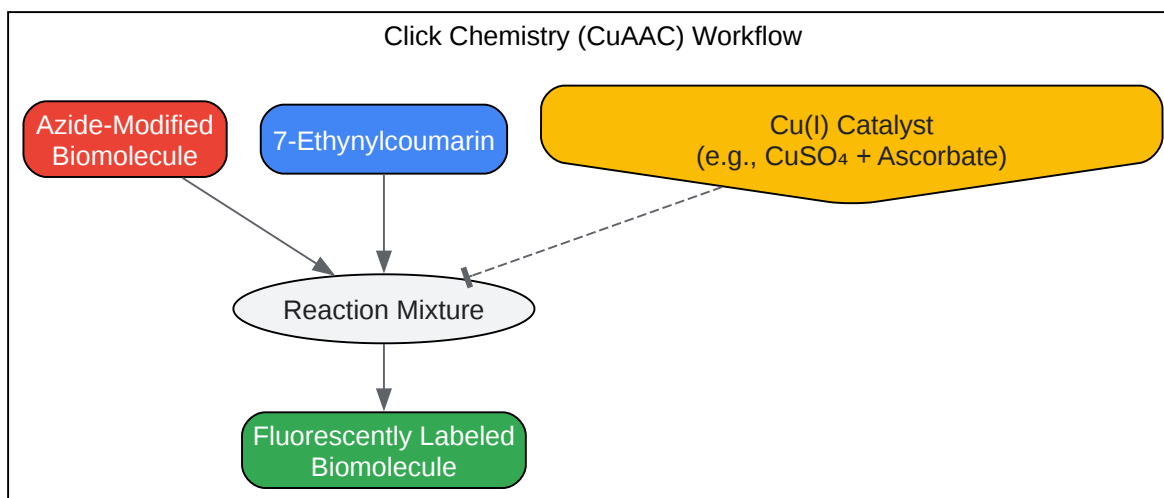 Click Chemistry (CuAAC) Workflow
Azide-Modified
Biomolecule
7-Ethynylcoumarin
Cu(I) Catalyst
(e.g., CuSO₄ + Ascorbate)
Reaction Mixture
Fluorescently Labeled
Biomolecule